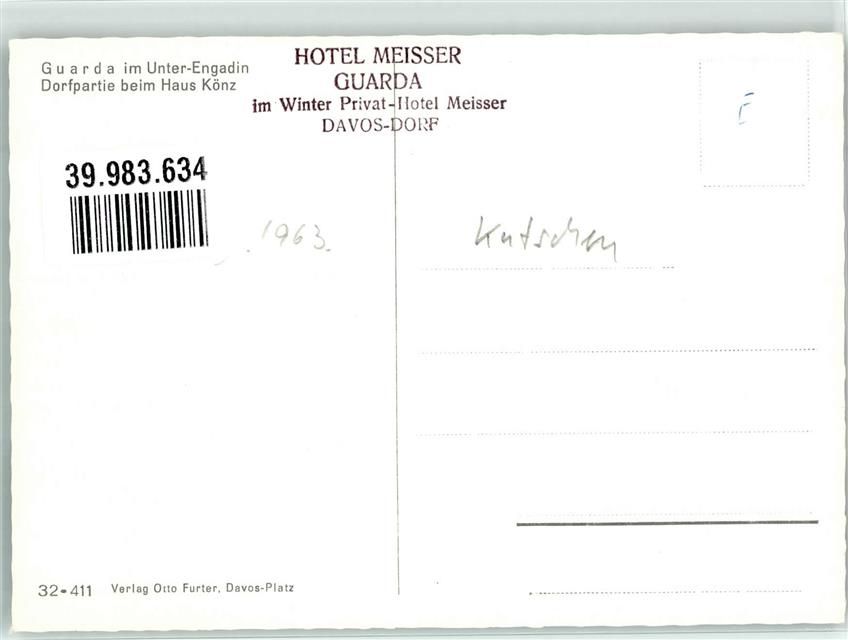 Guarda im Unter-Engadin
Dorfpartie beim Haus Könz
HOTEL MEISSER
GUARDA
im Winter Privat-Hotel Meisser
DAVOS-DORF
39.983.634
1963.
Kutschen
E
32-411 Verlag Otto Furter, Davos-Platz